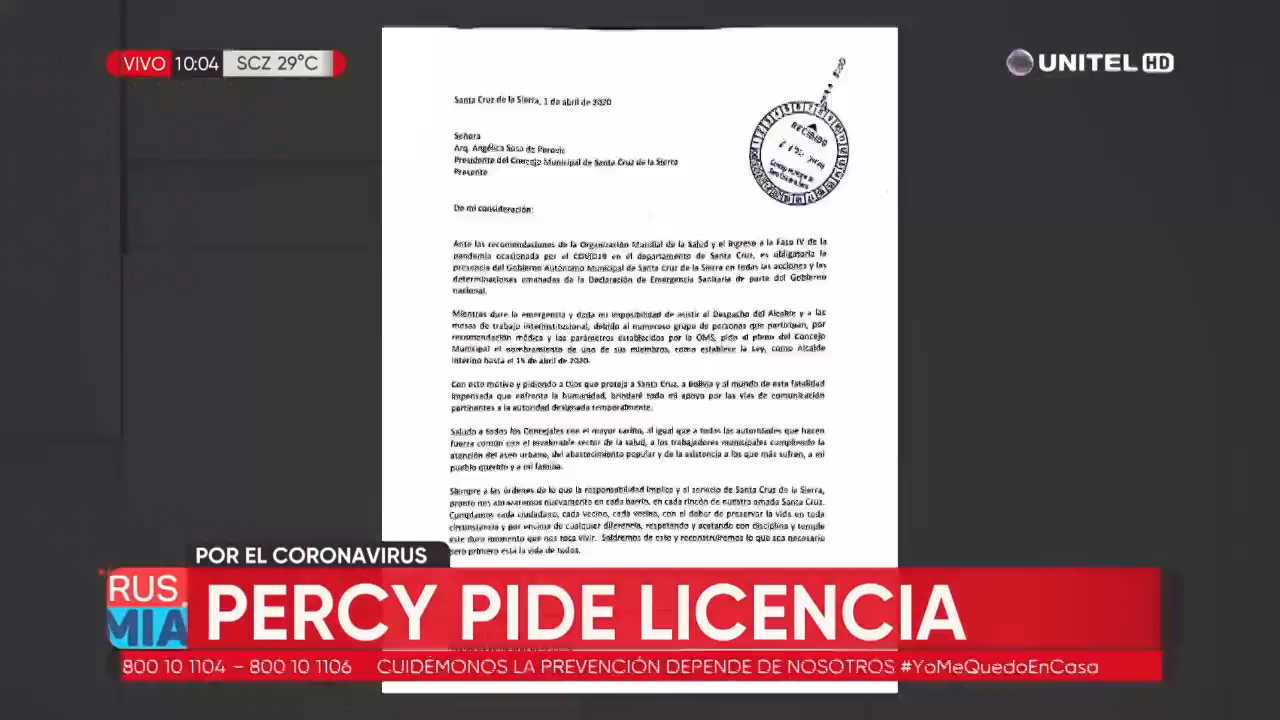 VIVO 10:04 SCZ 29°C
UNITEL HD
Santa Cruz de la Sierra, 1 de abril de 2020
RECIBIDO
Señora
Arq. Angélica Sosa de Perovic
Presidente del Concejo Municipal de Santa Cruz de la Sierra
Presente
De mi consideración:
Ante las recomendaciones de la Organización Mundial de la Salud y el ingreso a la Fase IV de la
pandemia ocasionada por el COVID19 en el departamento de Santa Cruz, es obligatoria la
presencia del Gobierno Autónomo Municipal de Santa Cruz de la Sierra en todas las acciones y las
determinaciones emanadas de la Declaración de Emergencia Sanitaria de parte del Gobierno
nacional.
Mientras dure la emergencia y dada mi imposibilidad de asistir al Despacho del Alcalde y a las
mesas de trabajo interinstitucional, debido al numeroso grupo de personas que participan, por
recomendación médica y los parámetros establecidos por la OMS, pido al pleno del Concejo
Municipal el nombramiento de uno de sus miembros, como establece la Ley, como Alcalde
interino hasta el 15 de abril de 2020.
Con este motivo y pidiendo a Dios que proteja a Santa Cruz, a Bolivia y al mundo de esta fatalidad
impensada que enfrenta la humanidad, brindaré todo mi apoyo por las vías de comunicación
pertinentes a la autoridad designada temporalmente.
Saludo a todos los Concejales con el mayor cariño, al igual que a todas las autoridades que hacen
fuerza común con el invalorable sector de la salud, a los trabajadores municipales cumpliendo la
atención del aseo urbano, del abastecimiento popular y de la asistencia a los que más sufren, a mi
pueblo querido y a mi familia.
Siempre a las órdenes de lo que la responsabilidad implica y al servicio de Santa Cruz de la Sierra,
pronto nos abrazaremos nuevamente en cada barrio, en cada rincón de nuestra amada Santa Cruz.
Cumplamos cada ciudadano, cada vecino, cada vecina, con el deber de preservar la vida en toda
circunstancia y por encima de cualquier diferencia, respetando y acatando con disciplina y temple
este duro momento que nos toca vivir. Saldremos de esto y reconstruiremos lo que sea necesario
pero primero está la vida de todos.
POR EL CORONAVIRUS
RUS.
MIA
PERCY PIDE LICENCIA
800 10 1104 – 800 10 1106 CUIDÉMONOS LA PREVENCIÓN DEPENDE DE NOSOTROS #YoMeQuedoEnCasa